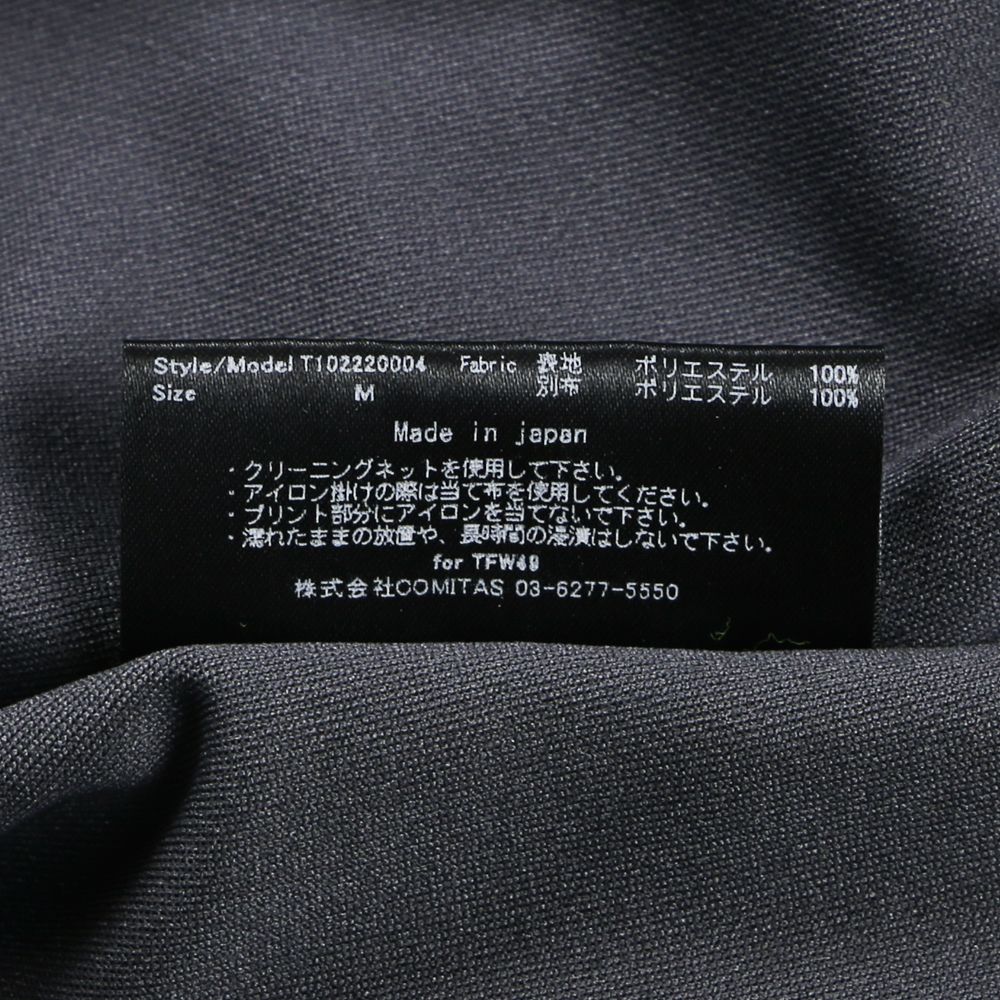 Style/Model T102220004 Fabric 表地 ポリエステル 100%
Size M 別布 ポリエステル 100%
Made in japan
・クリーニングネットを使用して下さい。
・アイロン掛けの際は当て布を使用してください。
・プリント部分にアイロンを当てないで下さい。
・濡れたままの放置や、長時間の浸漬はしないで下さい。
for TFW49
株式会社COMITAS 03-6277-5550